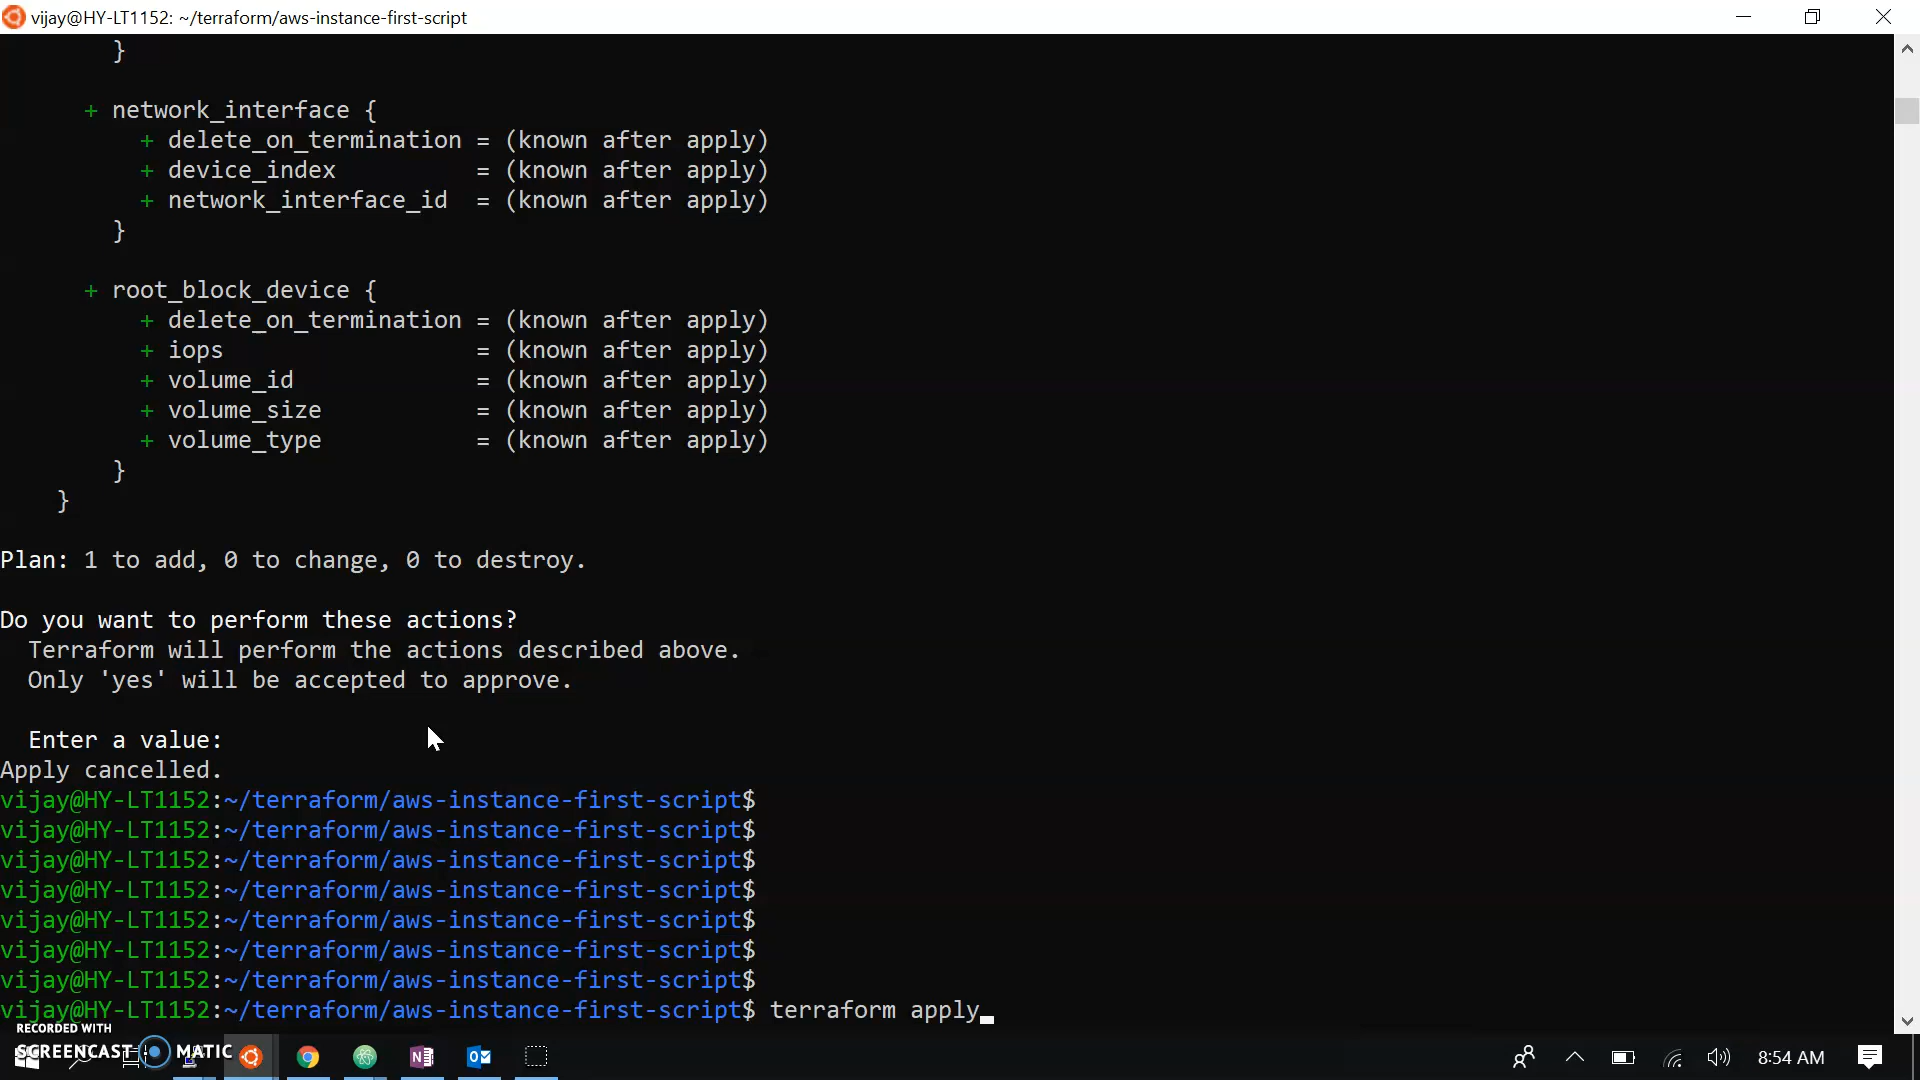 vijay@HY-LT1152: ~/terraform/aws-instance-first-script
}
+ network_interface {
+ delete_on_termination = (known after apply)
+ device_index = (known after apply)
+ network_interface_id = (known after apply)
}
+ root_block_device {
+ delete_on_termination = (known after apply)
+ iops = (known after apply)
+ volume_id = (known after apply)
+ volume_size = (known after apply)
+ volume_type = (known after apply)
}
}
Plan: 1 to add, 0 to change, 0 to destroy.
Do you want to perform these actions?
Terraform will perform the actions described above.
Only 'yes' will be accepted to approve.
Enter a value:
Apply cancelled.
vijay@HY-LT1152:~/terraform/aws-instance-first-script$
vijay@HY-LT1152:~/terraform/aws-instance-first-script$
vijay@HY-LT1152:~/terraform/aws-instance-first-script$
vijay@HY-LT1152:~/terraform/aws-instance-first-script$
vijay@HY-LT1152:~/terraform/aws-instance-first-script$
vijay@HY-LT1152:~/terraform/aws-instance-first-script$
vijay@HY-LT1152:~/terraform/aws-instance-first-script$
vijay@HY-LT1152:~/terraform/aws-instance-first-script$ terraform apply
RECORDED WITH
SCREENCAST MATIC
8:54 AM